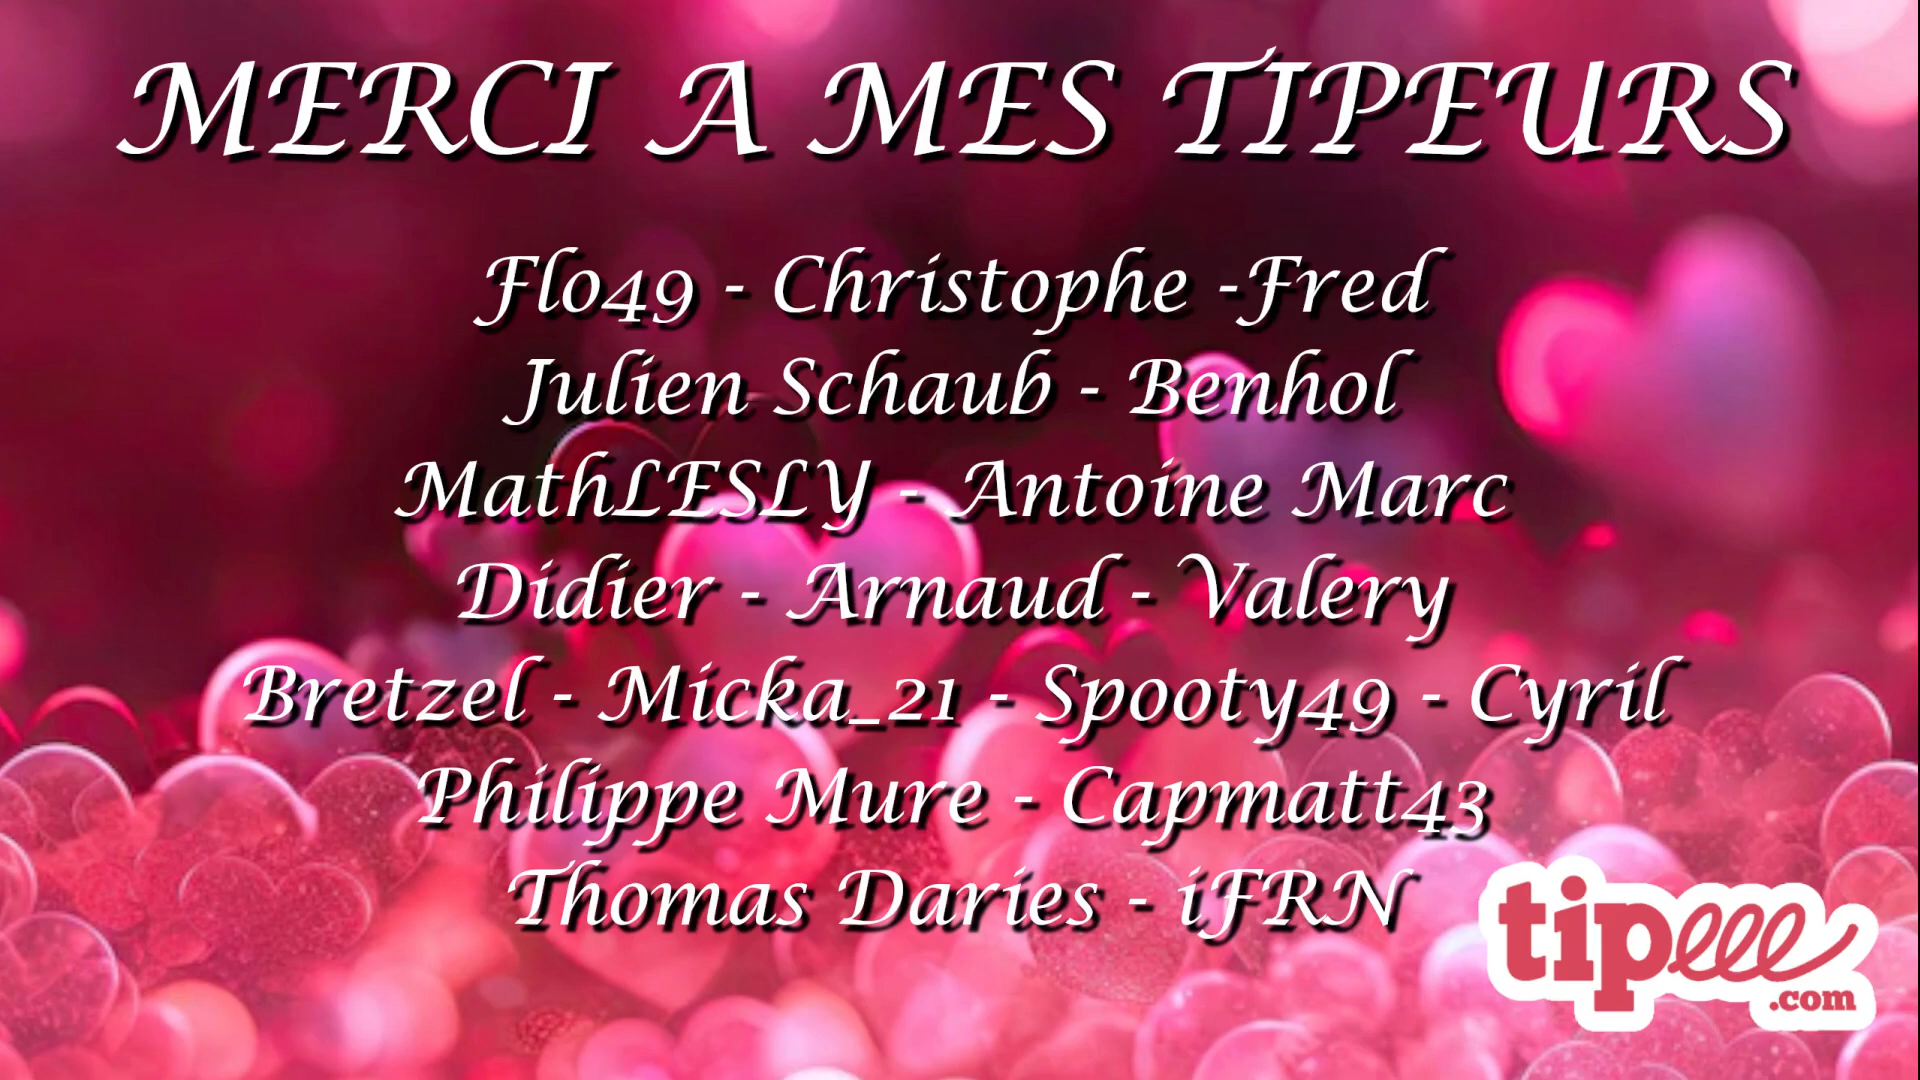 MERCI A MES TIPEURS
Flo49 - Christophe -Fred
Julien Schaub - Benhol
MathLESLY - Antoine Marc
Didier - Arnaud - Valery
Bretzel - Micka_21 - Spooty49 - Cyril
Philippe Mure - Capmatt43
Thomas Daries - iFRN
tipeee
.com